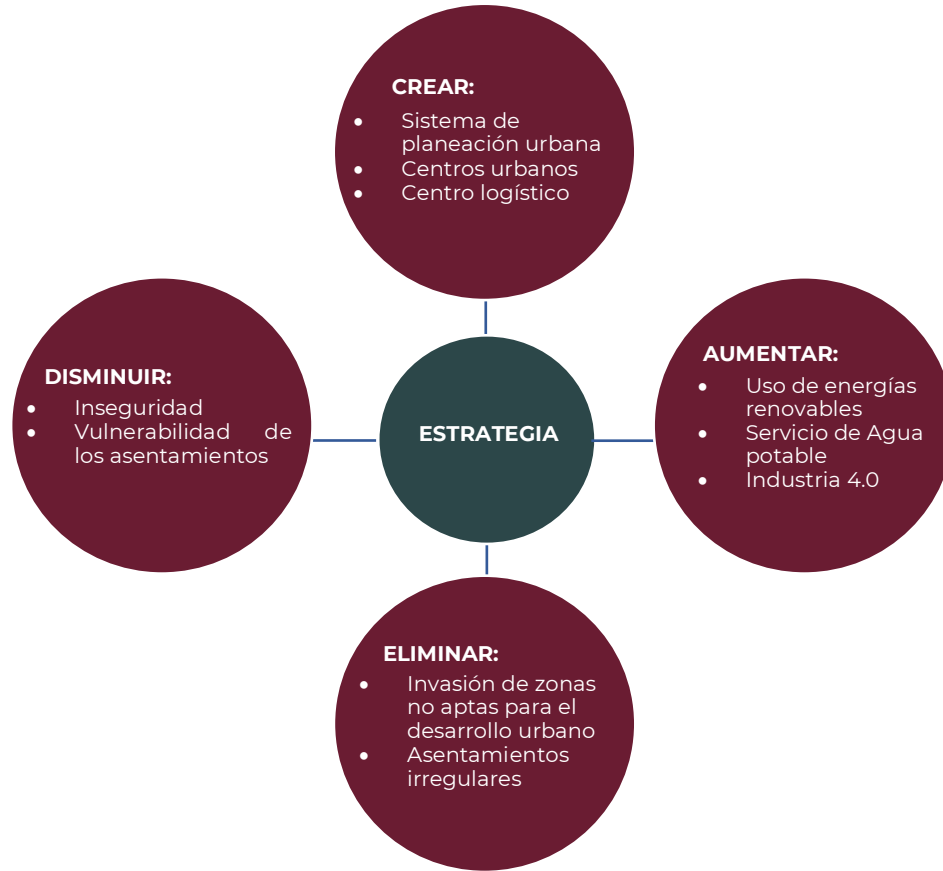 CREAR:
• Sistema de
planeación urbana
• Centros urbanos
• Centro logístico
DISMINUIR:
• Inseguridad
• Vulnerabilidad de
los asentamientos
ESTRATEGIA
AUMENTAR:
• Uso de energías
renovables
• Servicio de Agua
potable
• Industria 4.0
ELIMINAR:
• Invasión de zonas
no aptas para el
desarrollo urbano
• Asentamientos
irregulares